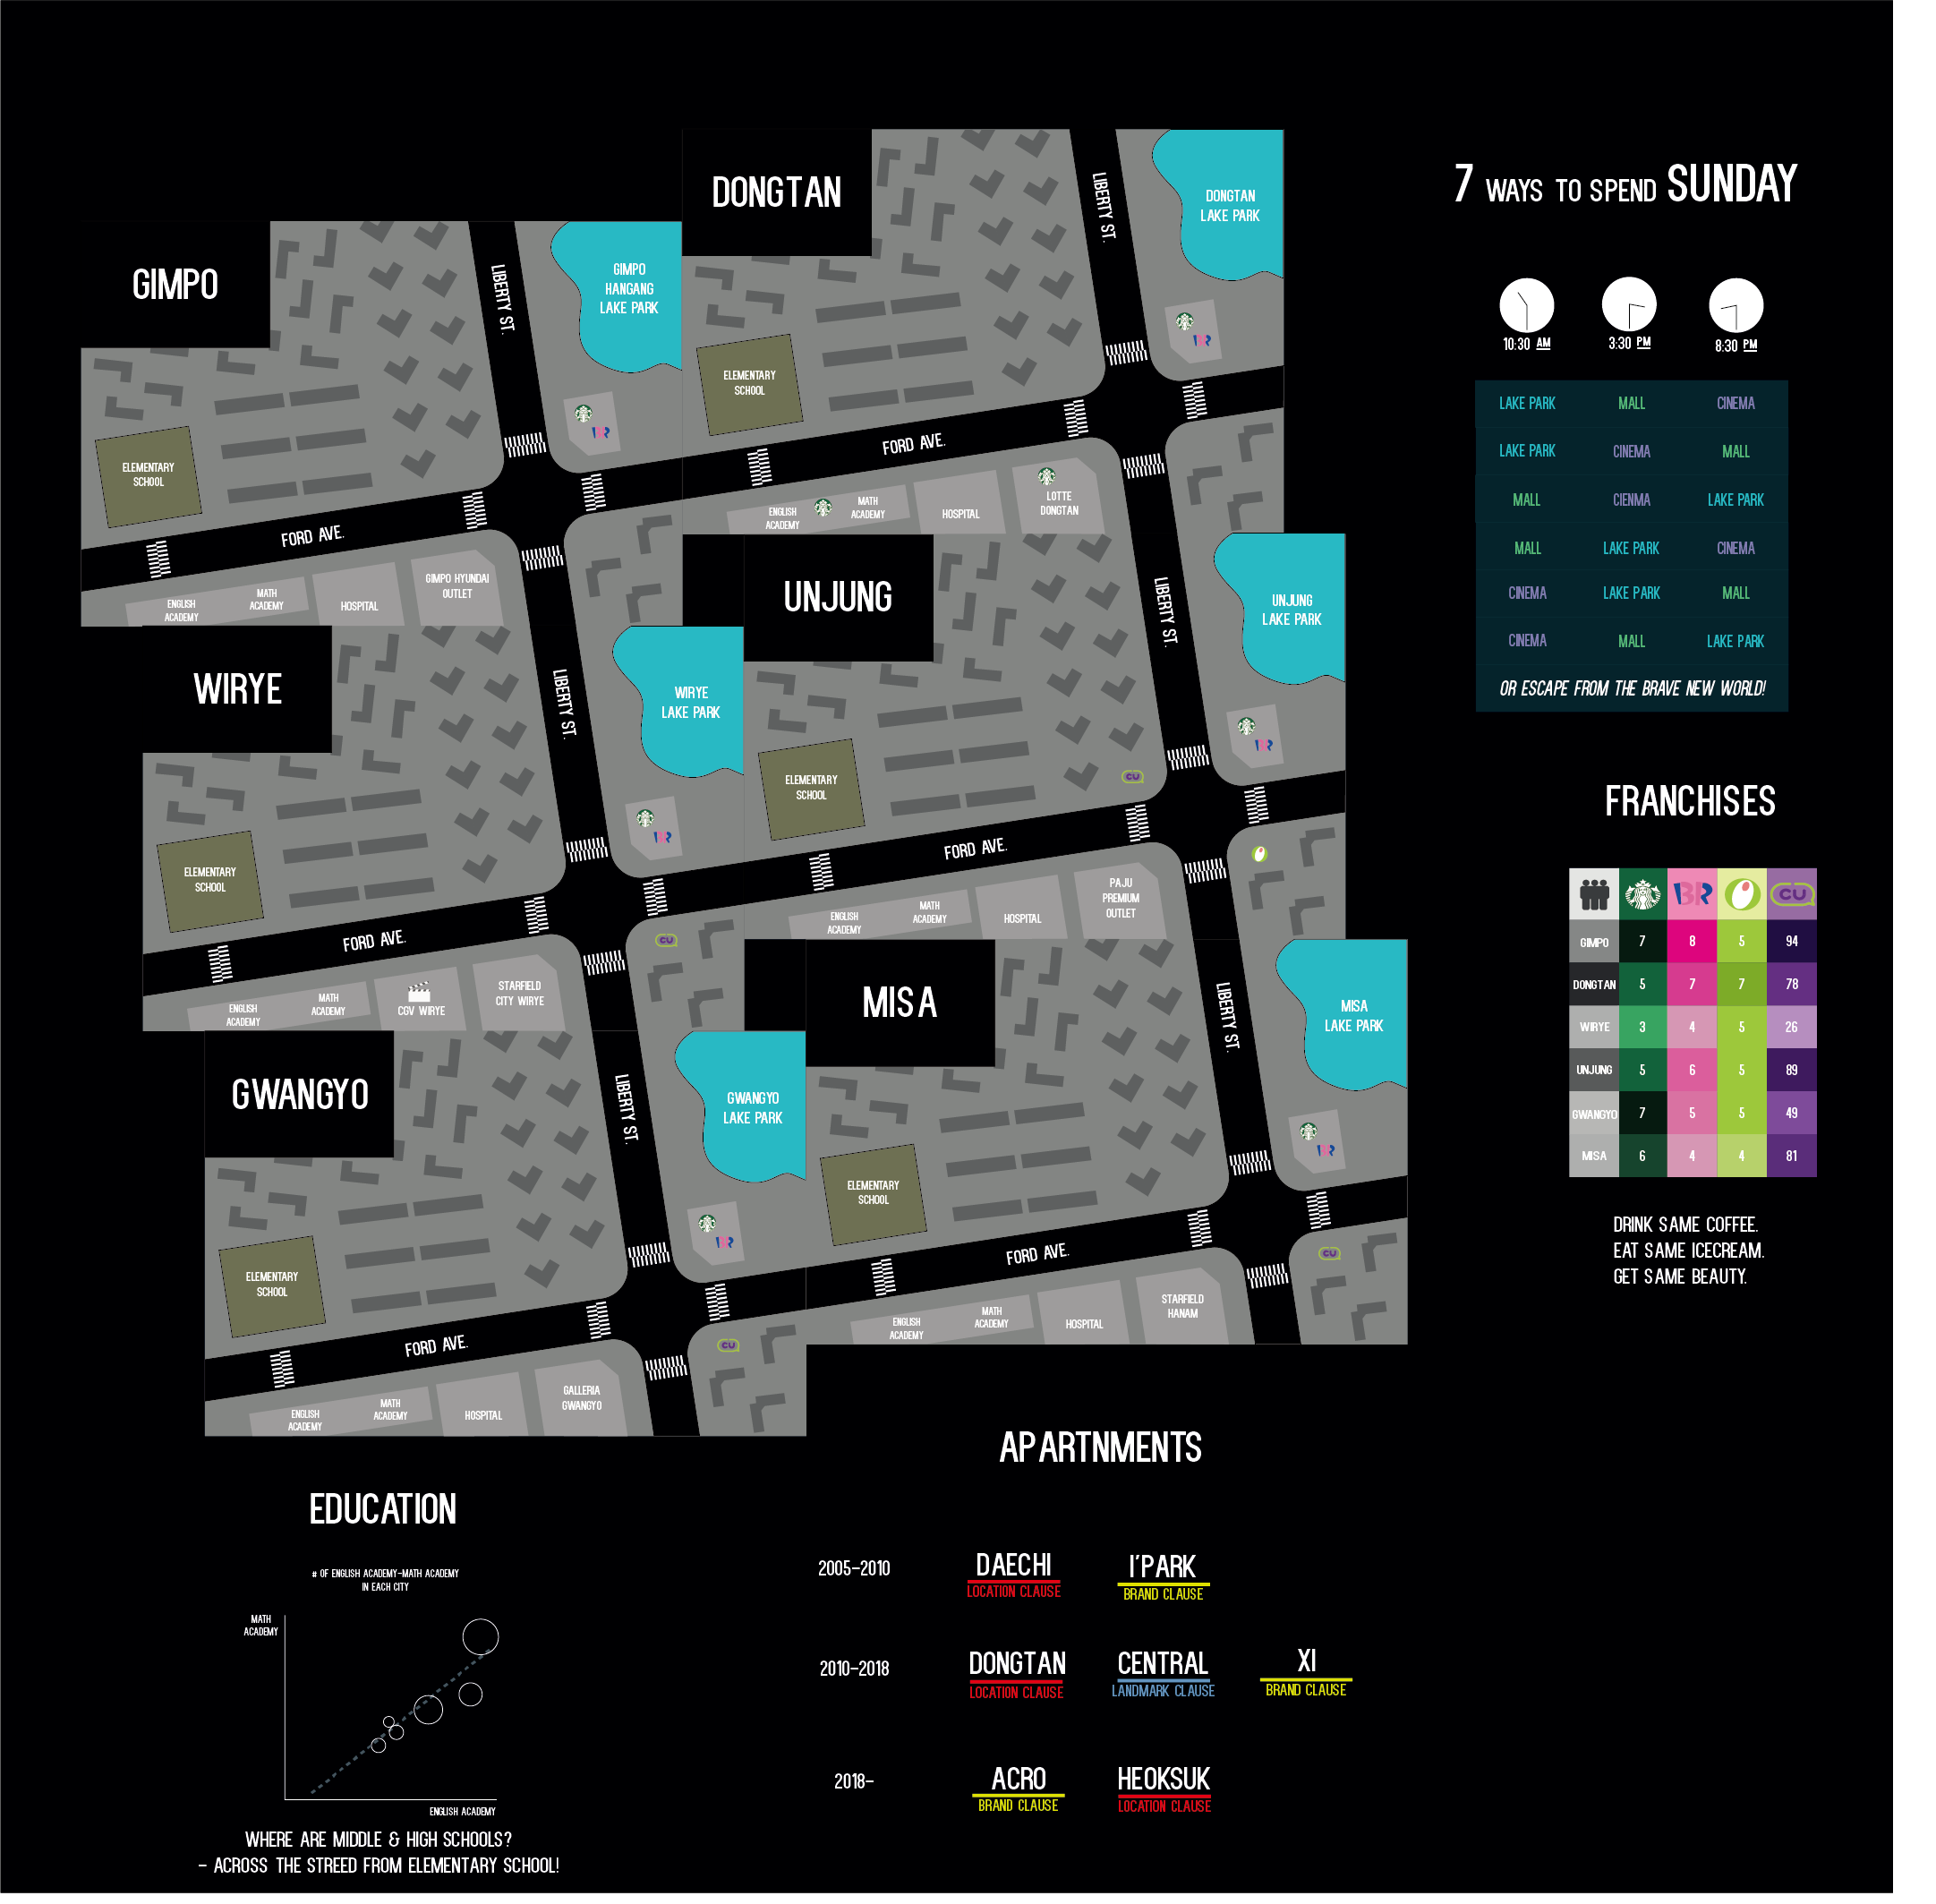 DONGTAN
LIBERTY ST.
DONGTAN
LAKE PARK
ELEMENTARY
SCHOOL
FORD AVE.
ENGLISH
ACADEMY
MATH
ACADEMY
HOSPITAL
LOTTE
DONGTAN
BR
GIMPO
LIBERTY ST.
GIMPO
HANGANG
LAKE PARK
ELEMENTARY
SCHOOL
FORD AVE.
ENGLISH
ACADEMY
MATH
ACADEMY
HOSPITAL
GIMPO HYUNDAI
OUTLET
BR
UNJUNG
LIBERTY ST.
UNJUNG
LAKE PARK
ELEMENTARY
SCHOOL
CU
FORD AVE.
ENGLISH
ACADEMY
MATH
ACADEMY
HOSPITAL
PAJU
PREMIUM
OUTLET
BR
WIRYE
LIBERTY ST.
WIRYE
LAKE PARK
ELEMENTARY
SCHOOL
FORD AVE.
ENGLISH
ACADEMY
MATH
ACADEMY
CGV WIRYE
STARFIELD
CITY WIRYE
BR
CU
MISA
LIBERTY ST.
MISA
LAKE PARK
ELEMENTARY
SCHOOL
FORD AVE.
ENGLISH
ACADEMY
MATH
ACADEMY
HOSPITAL
STARFIELD
HANAM
BR
CU
GWANGYO
LIBERTY ST.
GWANGYO
LAKE PARK
ELEMENTARY
SCHOOL
FORD AVE.
ENGLISH
ACADEMY
MATH
ACADEMY
HOSPITAL
GALLERIA
GWANGYO
BR
CU
7 WAYS TO SPEND SUNDAY
10:30 AM 3:30 PM 8:30 PM
LAKE PARK MALL CINEMA
LAKE PARK CINEMA MALL
MALL CIENMA LAKE PARK
MALL LAKE PARK CINEMA
CINEMA LAKE PARK MALL
CINEMA MALL LAKE PARK
OR ESCAPE FROM THE BRAVE NEW WORLD!
FRANCHISES
BR CU
GIMPO 7 8 5 94
DONGTAN 5 7 7 78
WIRYE 3 4 5 26
UNJUNG 5 6 5 89
GWANGYO 7 5 5 49
MISA 6 4 4 81
DRINK SAME COFFEE.
EAT SAME ICECREAM.
GET SAME BEAUTY.
EDUCATION
# OF ENGLISH ACADEMY-MATH ACADEMY
IN EACH CITY
MATH
ACADEMY
ENGLISH ACADEMY
WHERE ARE MIDDLE & HIGH SCHOOLS?
- ACROSS THE STREED FROM ELEMENTARY SCHOOL!
APARTNMENTS
2005-2010 DAECHI I'PARK
LOCATION CLAUSE BRAND CLAUSE
2010-2018 DONGTAN CENTRAL XI
LOCATION CLAUSE LANDMARK CLAUSE BRAND CLAUSE
2018- ACRO HEOKSUK
BRAND CLAUSE LOCATION CLAUSE